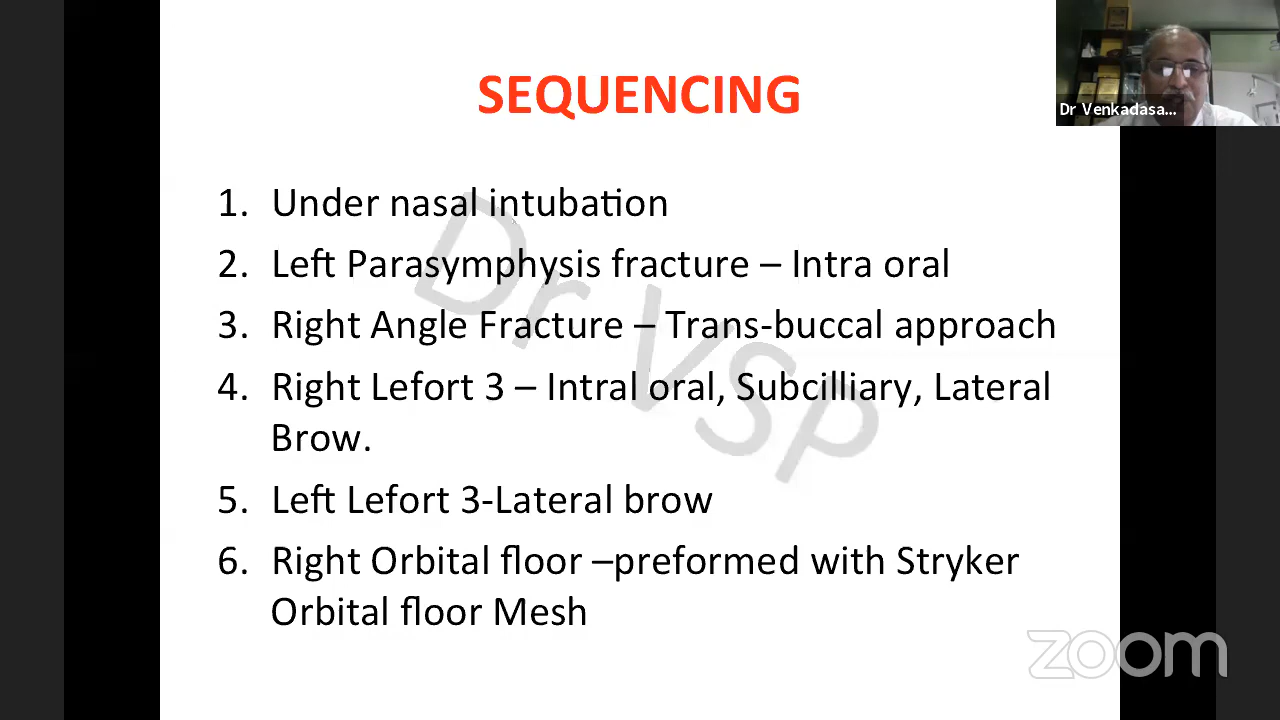 SEQUENCING
Dr Venkadasa...
1. Under nasal intubation
2. Left Parasymphysis fracture – Intra oral
3. Right Angle Fracture – Trans-buccal approach
4. Right Lefort 3 – Intral oral, Subcilliary, Lateral
Brow.
5. Left Lefort 3-Lateral brow
6. Right Orbital floor –preformed with Stryker
Orbital floor Mesh
Dr VSP
zoom